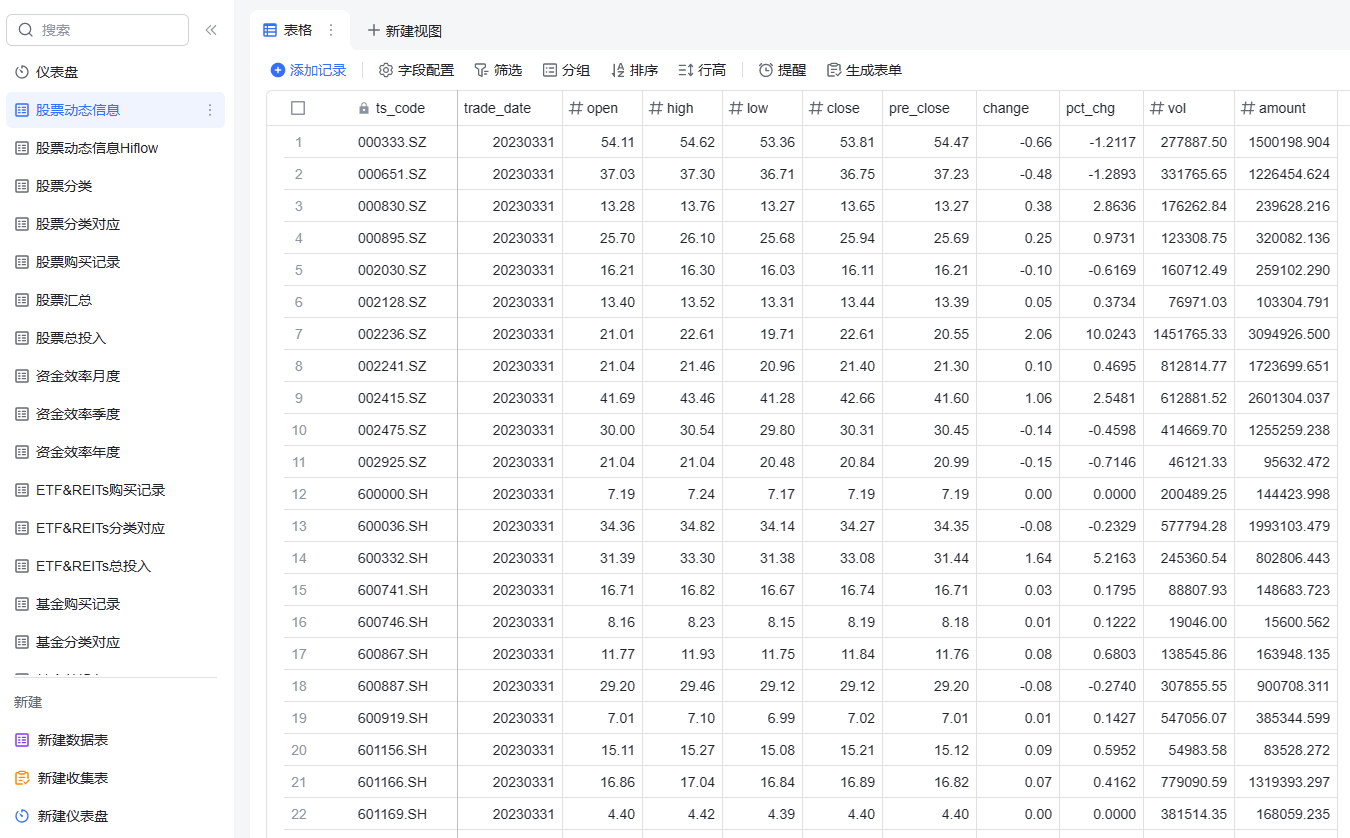 搜索
仪表盘
股票动态信息
股票动态信息Hiflow
股票分类
股票分类对应
股票购买记录
股票汇总
股票总投入
资金效率月度
资金效率季度
资金效率年度
ETF&REITs购买记录
ETF&REITs分类对应
ETF&REITs总投入
基金购买记录
基金分类对应
新建
新建数据表
新建收集表
新建仪表盘
表格 新建视图
添加记录 字段配置 筛选 分组 排序 行高 提醒 生成表单
ts_code trade_date # open # high # low # close pre_close change pct_chg # vol # amount
1 000333.SZ 20230331 54.11 54.62 53.36 53.81 54.47 -0.66 -1.2117 277887.50 1500198.904
2 000651.SZ 20230331 37.03 37.30 36.71 36.75 37.23 -0.48 -1.2893 331765.65 1226454.624
3 000830.SZ 20230331 13.28 13.76 13.27 13.65 13.27 0.38 2.8636 176262.84 239628.216
4 000895.SZ 20230331 25.70 26.10 25.68 25.94 25.69 0.25 0.9731 123308.75 320082.136
5 002030.SZ 20230331 16.21 16.30 16.03 16.11 16.21 -0.10 -0.6169 160712.49 259102.290
6 002128.SZ 20230331 13.40 13.52 13.31 13.44 13.39 0.05 0.3734 76971.03 103304.791
7 002236.SZ 20230331 21.01 22.61 19.71 22.61 20.55 2.06 10.0243 1451765.33 3094926.500
8 002241.SZ 20230331 21.04 21.46 20.96 21.40 21.30 0.10 0.4695 812814.77 1723699.651
9 002415.SZ 20230331 41.69 43.46 41.28 42.66 41.60 1.06 2.5481 612881.52 2601304.037
10 002475.SZ 20230331 30.00 30.54 29.80 30.31 30.45 -0.14 -0.4598 414669.70 1255259.238
11 002925.SZ 20230331 21.04 21.04 20.48 20.84 20.99 -0.15 -0.7146 46121.33 95632.472
12 600000.SH 20230331 7.19 7.24 7.17 7.19 7.19 0.00 0.0000 200489.25 144423.998
13 600036.SH 20230331 34.36 34.82 34.14 34.27 34.35 -0.08 -0.2329 577794.28 1993103.479
14 600332.SH 20230331 31.39 33.30 31.38 33.08 31.44 1.64 5.2163 245360.54 802806.443
15 600741.SH 20230331 16.71 16.82 16.67 16.74 16.71 0.03 0.1795 88807.93 148683.723
16 600746.SH 20230331 8.16 8.23 8.15 8.19 8.18 0.01 0.1222 19046.00 15600.562
17 600867.SH 20230331 11.77 11.93 11.75 11.84 11.76 0.08 0.6803 138545.86 163948.135
18 600887.SH 20230331 29.20 29.46 29.12 29.12 29.20 -0.08 -0.2740 307855.55 900708.311
19 600919.SH 20230331 7.01 7.10 6.99 7.02 7.01 0.01 0.1427 547056.07 385344.599
20 601156.SH 20230331 15.11 15.27 15.08 15.21 15.12 0.09 0.5952 54983.58 83528.272
21 601166.SH 20230331 16.86 17.04 16.84 16.89 16.82 0.07 0.4162 779090.59 1319393.297
22 601169.SH 20230331 4.40 4.42 4.39 4.40 4.40 0.00 0.0000 381514.35 168059.235